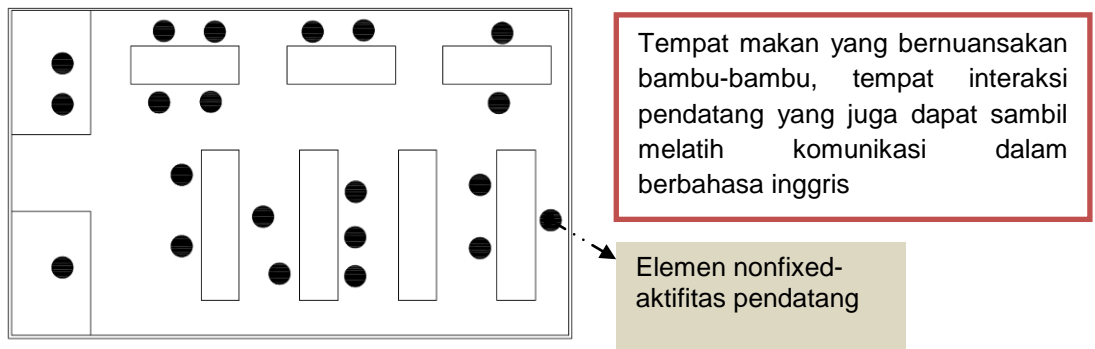 Tempat makan yang bernuansakan
bambu-bambu, tempat interaksi
pendatang yang juga dapat sambil
melatih komunikasi dalam
berbahasa inggris
Elemen nonfixed-
aktifitas pendatang